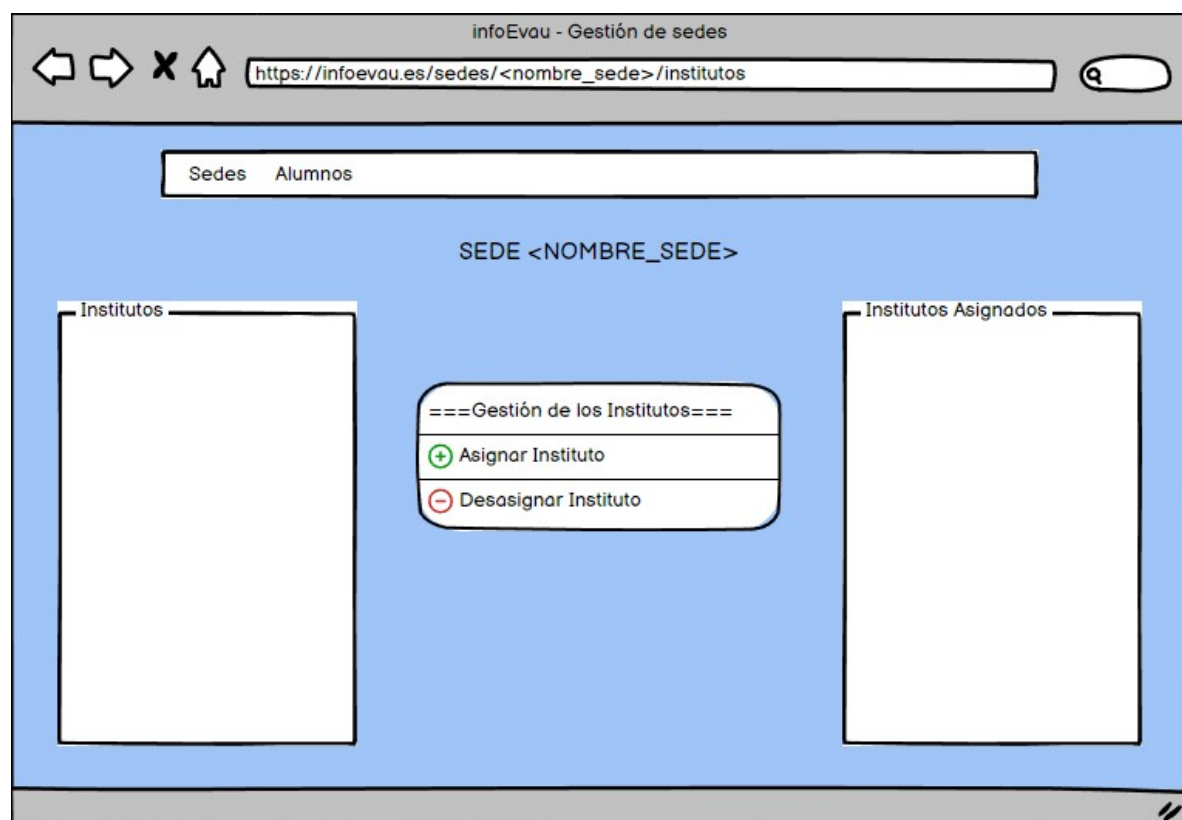 infoEvau - Gestión de sedes
https://infoevau.es/sedes/<nombre_sede>/institutos
Sedes Alumnos
SEDE <NOMBRE_SEDE>
Institutos
Institutos Asignados
===Gestión de los Institutos===
Asignar Instituto
Desasignar Instituto